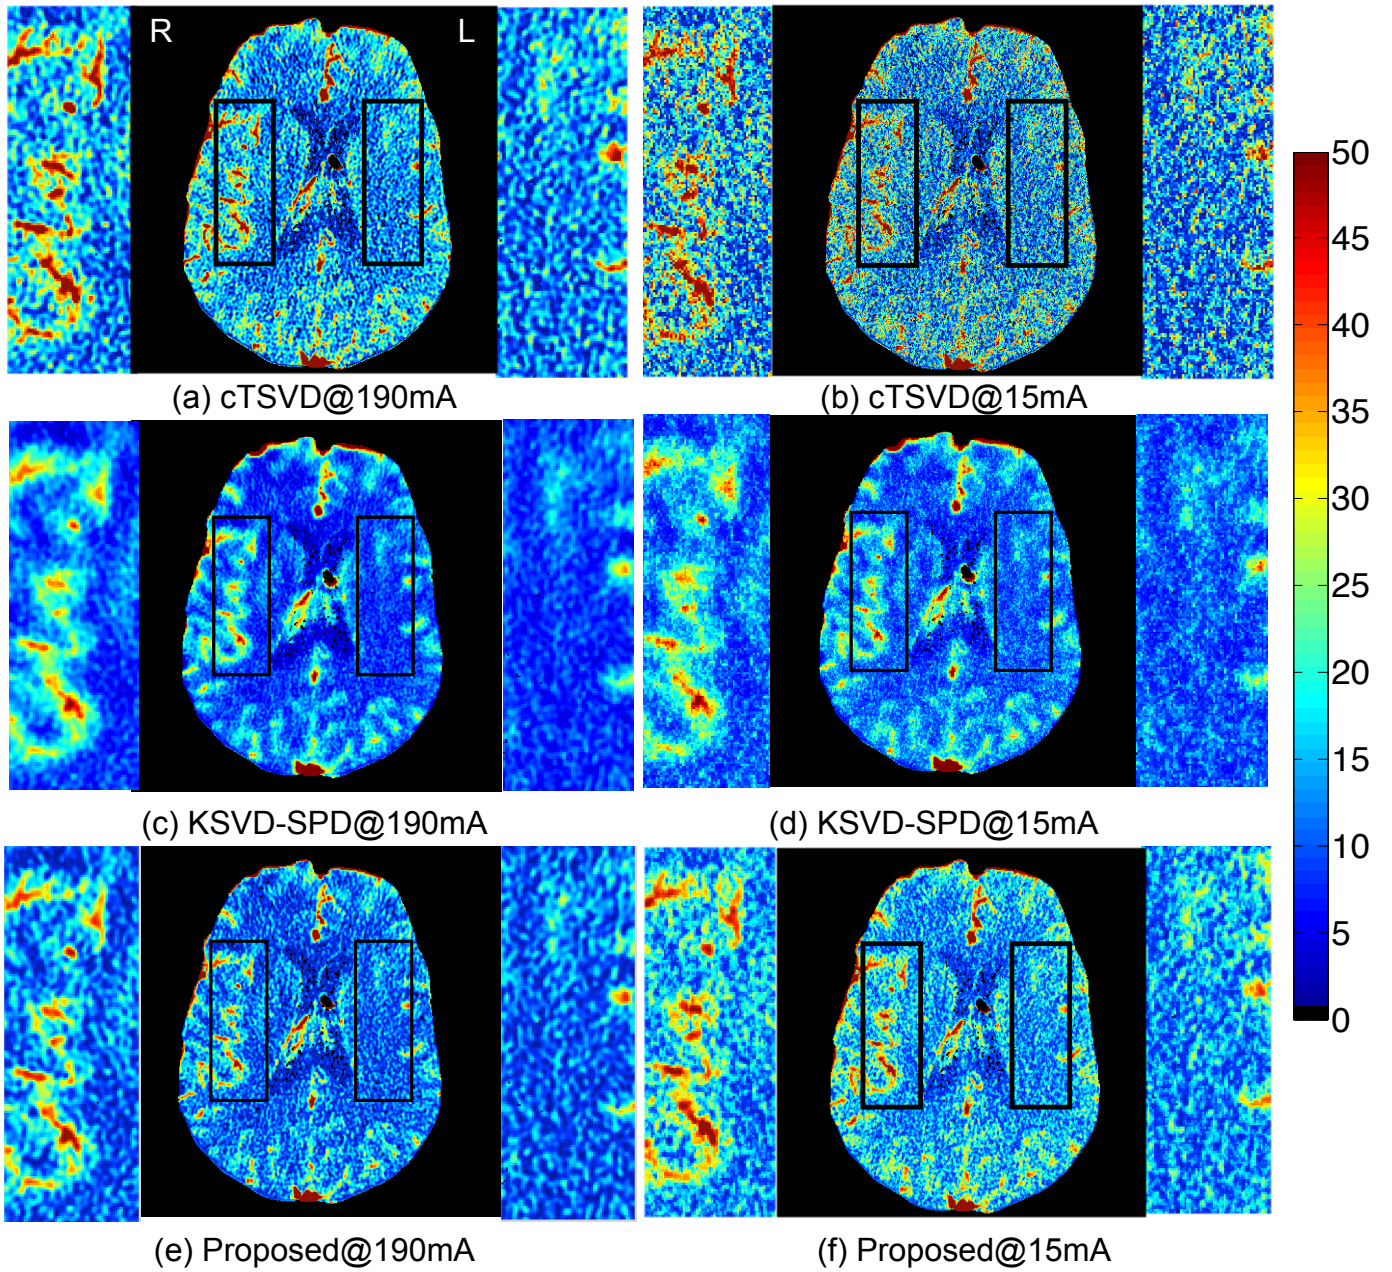 R L
(a) cTSVD@190mA
(b) cTSVD@15mA
(c) KSVD-SPD@190mA
(d) KSVD-SPD@15mA
(e) Proposed@190mA
(f) Proposed@15mA
50
45
40
35
30
25
20
15
10
5
0